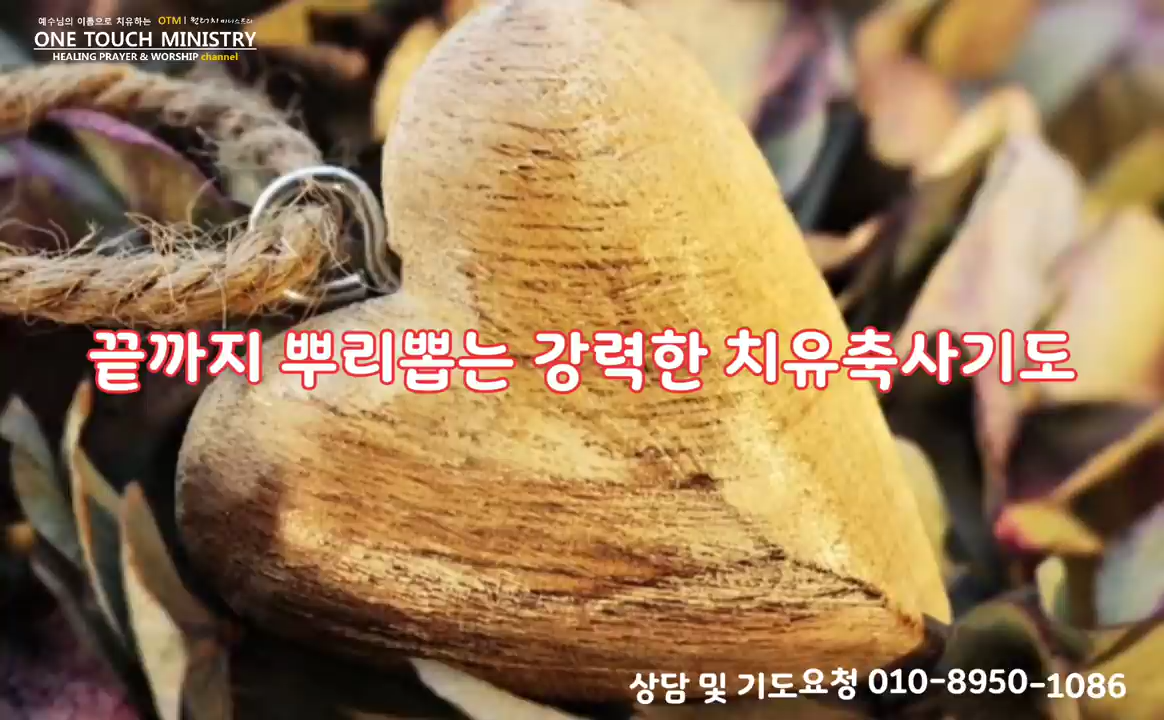 예수님의 이름으로 치유하는 OTM | 원터치 미니스트리
ONE TOUCH MINISTRY
HEALING PRAYER & WORSHIP channel
끝까지 뿌리뽑는 강력한 치유축사기도
상담 및 기도요청 010-8950-1086